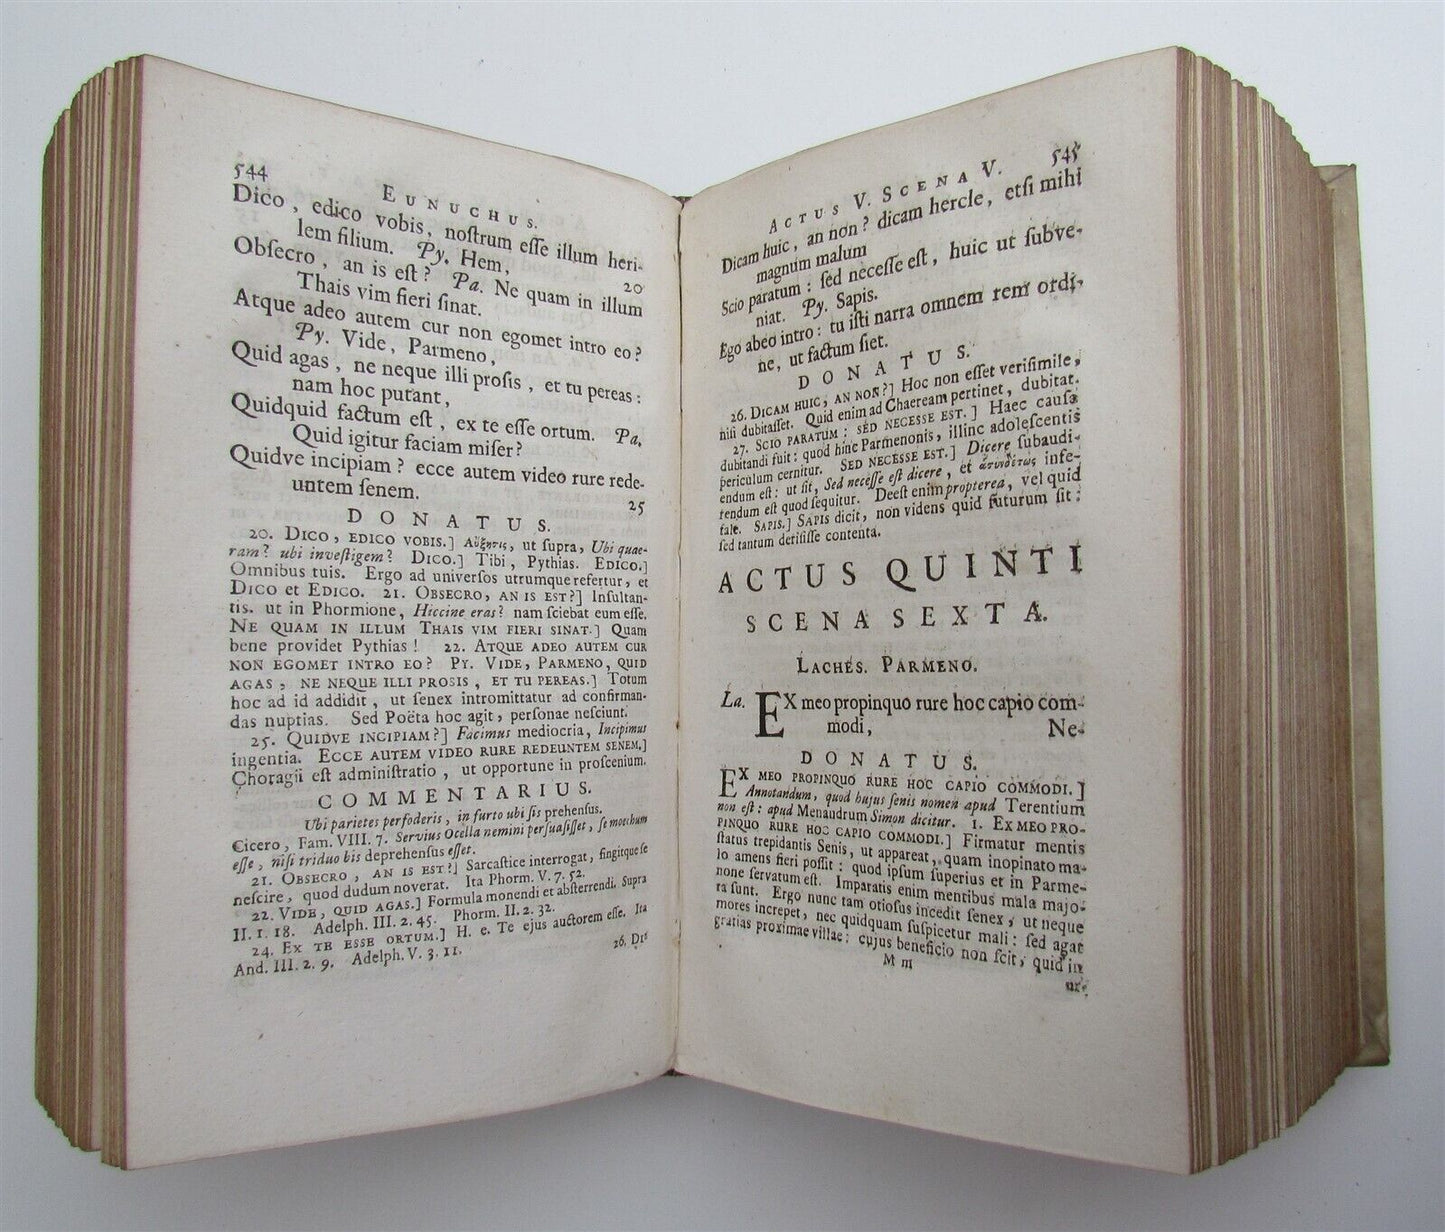 544
EUNUCHUS.
Dico, edico vobis, noſtrum eſſe illum heri-
lem filium. Py. Hem,
20
Obſecro, an is eſt? Pa. Ne quam in illum
Thais vim fieri ſinat.
Atque adeo autem cur non egomet intro eo?
Py. Vide, Parmeno,
Quid agas, ne neque illi proſis, et tu pereas:
nam hoc putant,
Quidquid factum eſt, ex te eſſe ortum. Pa.
Quid igitur faciam miſer?
Quidve incipiam? ecce autem video rure rede-
untem ſenem.
25
DONATUS.
20. DICO, EDICO VOBIS.] Αὔξησις, ut ſupra, Ubi quae-
ram? ubi inveſtigem? DICO.] Tibi, Pythias. EDICO.]
Omnibus tuis. Ergo ad univerſos utrumque refertur, et
DICO et EDICO. 21. OBSECRO, AN IS EST?] Inſultan-
tis. ut in Phormione, Hiccine eras? nam ſciebat eum eſſe.
NE QUAM IN ILLUM THAIS VIM FIERI SINAT.] Quam
bene providet Pythias! 22. ATQUE ADEO AUTEM CUR
NON EGOMET INTRO EO? PY. VIDE, PARMENO, QUID
AGAS, NE NEQUE ILLI PROSIS, ET TU PEREAS.] Totum
hoc ad id addidit, ut ſenex intromittatur ad confirman-
das nuptias. Sed Poëta hoc agit, perſonae neſciunt.
25. QUIDVE INCIPIAM?] Facimus mediocria, Incipimus
ingentia. ECCE AUTEM VIDEO RURE REDEUNTEM SENEM.]
Choragii eſt adminiſtratio, ut opportune in proſcenium.
COMMENTARIUS.
Ubi parietes perfoderis, in furto ubi ſis prehenſus.
Cicero, Fam. VIII. 7. Servius Ocella nemini perſuaſiſſet, ſe moechum
eſſe, niſi triduo bis deprehenſus eſſet.
21. OBSECRO, AN IS EST?] Sarcaſtice interrogat, fingitque ſe
neſcire, quod dudum noverat. Ita Phorm. V. 7. 52.
22. VIDE, QUID AGAS.] Formula monendi et abſterrendi. Supra
II. 1. 18. Adelph. III. 2. 45. Phorm. II. 2. 32.
24. EX TE ESSE ORTUM.] H. e. Te ejus auctorem eſſe. Ita
And. III. 2. 9. Adelph. V. 3. 11.
26. DI-
545
ACTUS V. SCENA V.
Dicam huic, an non? dicam hercle, etſi mihi
magnum malum
Scio paratum: ſed neceſſe eſt, huic ut ſubve-
niat. Py. Sapis.
Ego abeo intro: tu iſti narra omnem rem ordi-
ne, ut factum ſiet.
DONATUS.
26. DICAM HUIC, AN NON?] Hoc non eſſet veriſimile,
niſi dubitaſſet. Quid enim ad Chaeream pertinet, dubitat.
27. SCIO PARATUM: SED NECESSE EST.] Haec cauſa
dubitandi fuit: quod hinc Parmenonis, illinc adoleſcentis
periculum cernitur. SED NECESSE EST.] Dicere ſubaudi-
endum eſt: ut ſit, Sed neceſſe eſt dicere, et ἀσυνδέτως infe-
rendum eſt quod ſequitur. Deeſt enim propterea, vel quid
tale. SAPIS.] SAPIS dicit, non videns quid futurum ſit:
ſed tantum detiſiſſe contenta.
ACTUS QUINTI
SCENA SEXTA.
LACHES. PARMENO.
La. EX meo propinquo rure hoc capio com-
modi,
Ne-
DONATUS.
EX MEO PROPINQUO RURE HOC CAPIO COMMODI.]
Annotandum, quod hujus ſenis nomen apud Terentium
non eſt: apud Menandrum Simon dicitur. 1. EX MEO PRO-
PINQUO RURE HOC CAPIO COMMODI.] Firmatur mentis
ſtatus trepidantis Senis, ut appareat, quam inopinato ma-
lo amens fieri poſſit: quod ipſum ſuperius et in Parme-
none ſervatum eſt. Imparatis enim mentibus mala majo-
ra ſunt. Ergo nunc tam otioſus incedit ſenex, ut neque
mores increpet, nec quidquam ſuſpicetur mali: ſed agat
gratias proximae villae: cujus beneficio non ſcit, quid in
M m
ur-